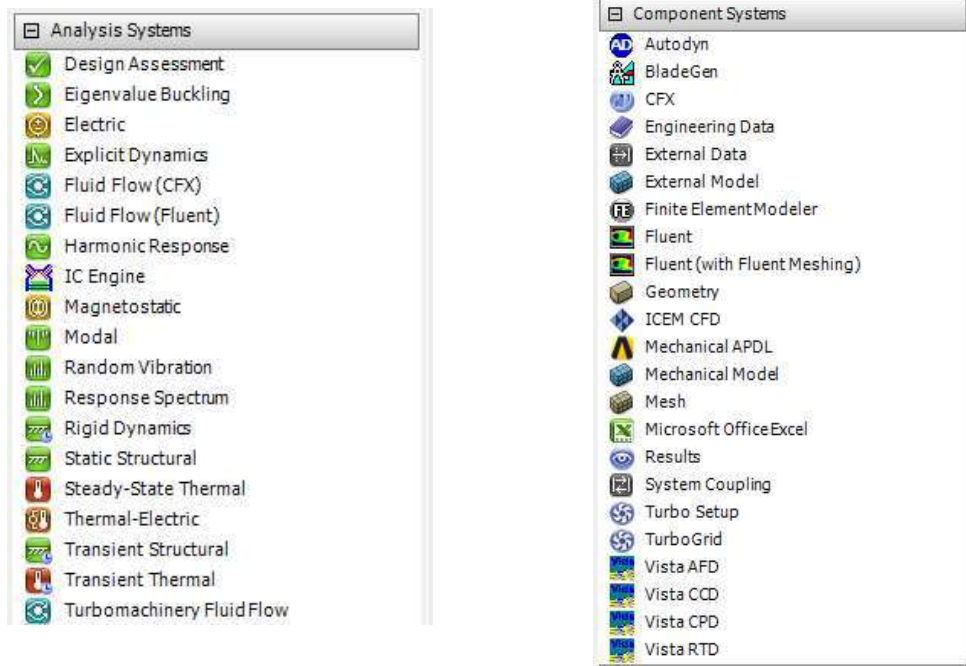 Analysis Systems
Design Assessment
Eigenvalue Buckling
Electric
Explicit Dynamics
Fluid Flow (CFX)
Fluid Flow (Fluent)
Harmonic Response
IC Engine
Magnetostatic
Modal
Random Vibration
Response Spectrum
Rigid Dynamics
Static Structural
Steady-State Thermal
Thermal-Electric
Transient Structural
Transient Thermal
Turbomachinery Fluid Flow
Component Systems
AD Autodyn
BladeGen
CFX
Engineering Data
External Data
External Model
FE Finite Element Modeler
Fluent
Fluent (with Fluent Meshing)
Geometry
ICEM CFD
Mechanical APDL
Mechanical Model
Mesh
Microsoft Office Excel
Results
System Coupling
Turbo Setup
TurboGrid
Vista AFD
Vista CCD
Vista CPD
Vista RTD